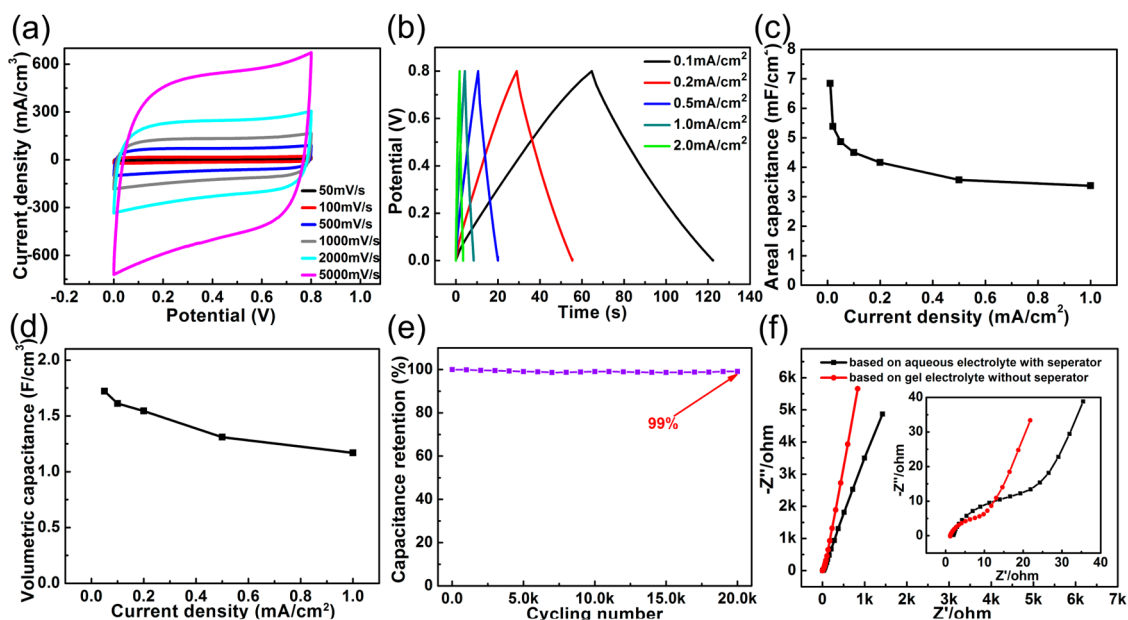 (a)
Current density (mA/cm³)
600
300
0
-300
-600
-0.2 0.0 0.2 0.4 0.6 0.8 1.0
Potential (V)
50mV/s
100mV/s
500mV/s
1000mV/s
2000mV/s
5000mV/s
(b)
Potential (V)
0.8
0.4
0.0
0 20 40 60 80 100 120 140
Time (s)
0.1mA/cm²
0.2mA/cm²
0.5mA/cm²
1.0mA/cm²
2.0mA/cm²
(c)
Areal capacitance (mF/cm²)
8
7
6
5
4
3
2
1
0
0.0 0.2 0.4 0.6 0.8 1.0
Current density (mA/cm²)
(d)
Volumetric capacitance (F/cm³)
2.0
1.5
1.0
0.5
0.0
0.0 0.2 0.4 0.6 0.8 1.0
Current density (mA/cm²)
(e)
Capacitance retention (%)
120
100
80
60
40
20
0
99%
0.0 5.0k 10.0k 15.0k 20.0k
Cycling number
(f)
based on aqueous electrolyte with seperator
based on gel electrolyte without seperator
-Z''/ohm
6k
5k
4k
3k
2k
1k
0
0 1k 2k 3k 4k 5k 6k 7k
Z'/ohm
-Z''/ohm
40
30
20
10
0
0 10 20 30 40
Z'/ohm